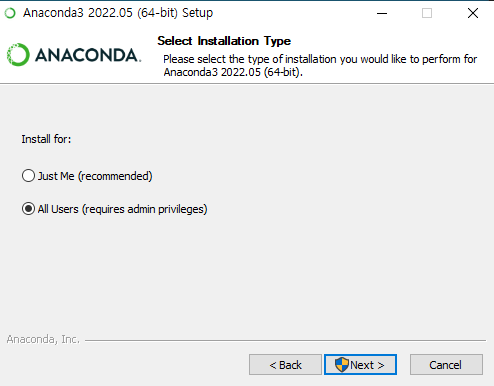 Anaconda3 2022.05 (64-bit) Setup
ANACONDA.
Select Installation Type
Please select the type of installation you would like to perform for
Anaconda3 2022.05 (64-bit).
Install for:
Just Me (recommended)
All Users (requires admin privileges)
Anaconda, Inc.
< Back
Next >
Cancel